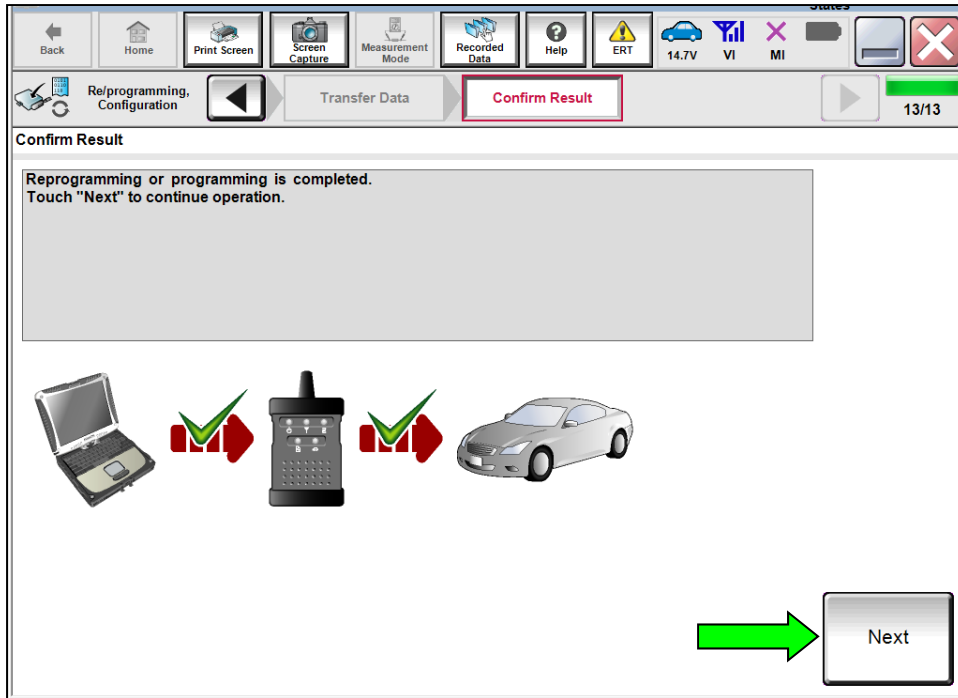 States
Back
Home
Print Screen
Screen
Capture
Measurement
Mode
Recorded
Data
Help
ERT
14.7V
VI
MI
Re/programming,
Configuration
Transfer Data
Confirm Result
13/13
Confirm Result
Reprogramming or programming is completed.
Touch "Next" to continue operation.
Next